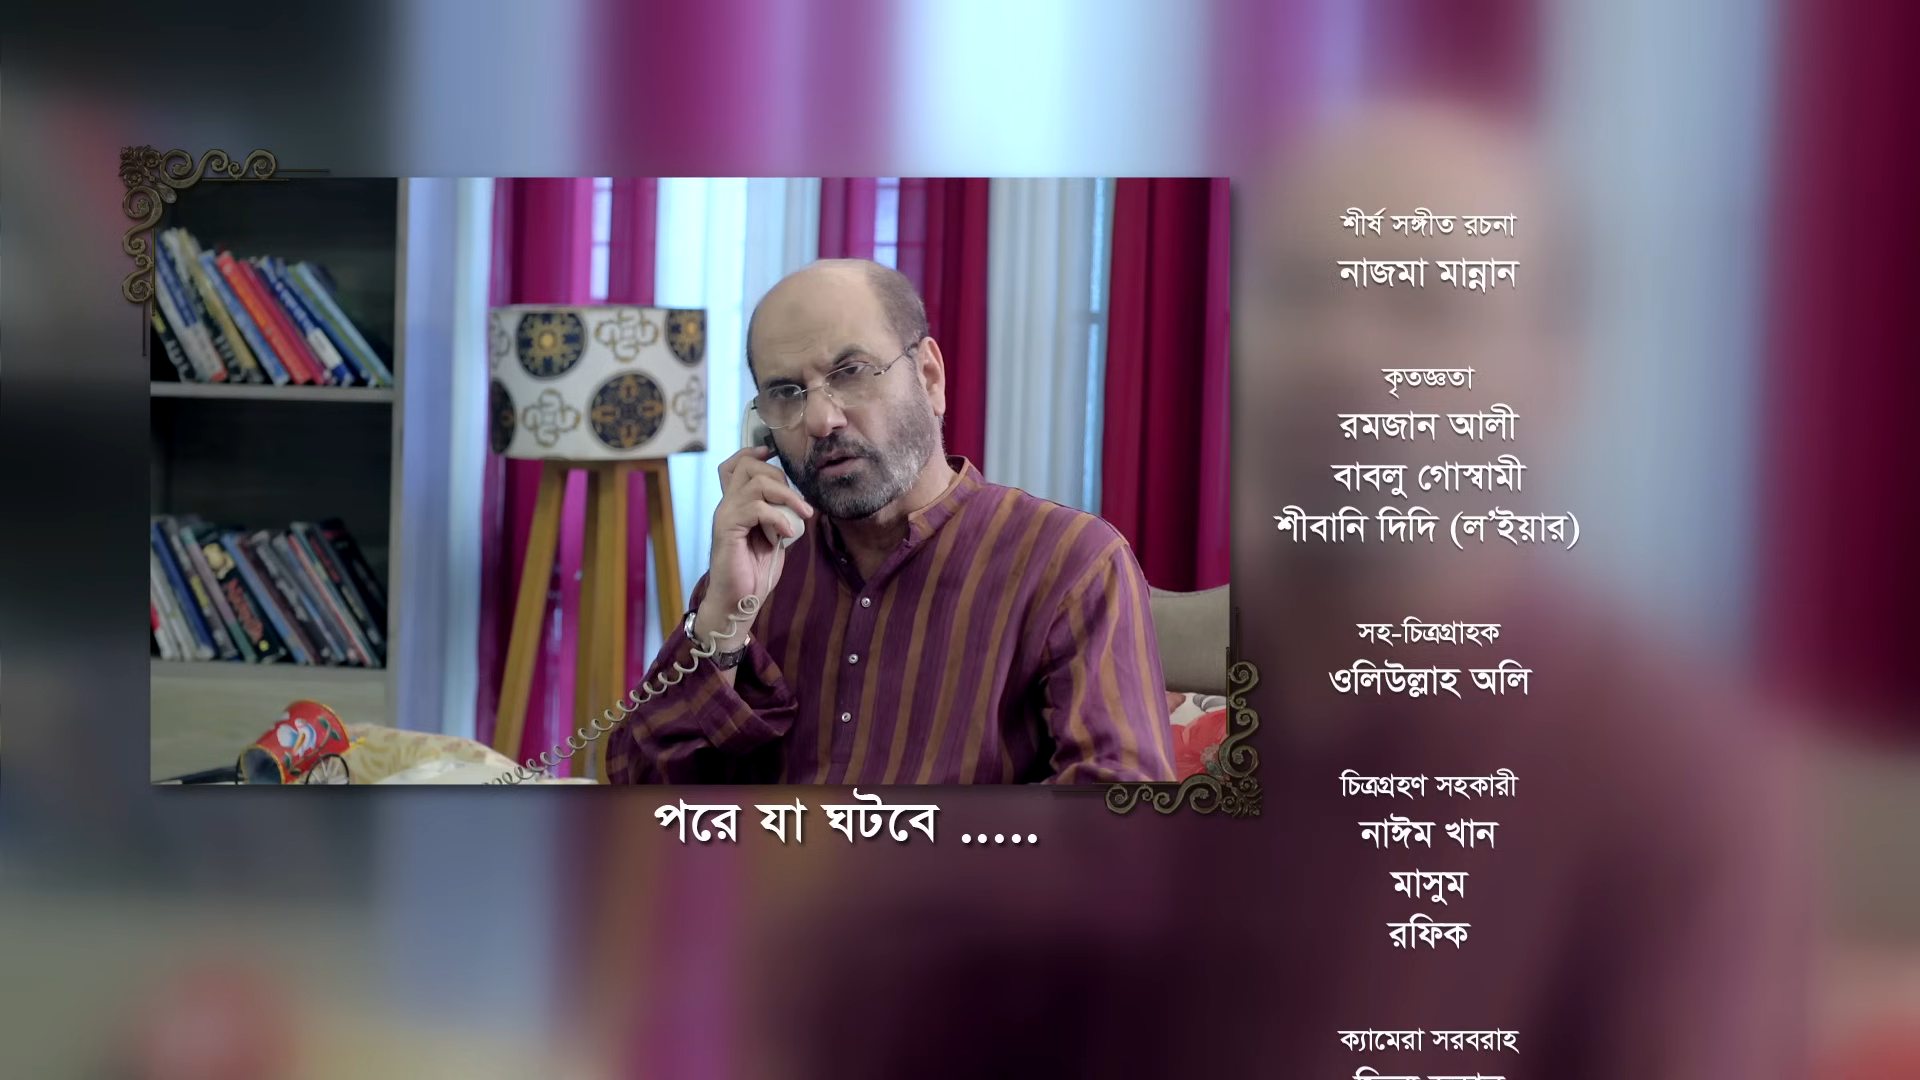 শীর্ষ সঙ্গীত রচনা
নাজমা মান্নান
কৃতজ্ঞতা
রমজান আলী
বাবলু গোস্বামী
শীবানি দিদি (ল’ইয়ার)
সহ-চিত্রগ্রাহক
ওলিউল্লাহ অলি
চিত্রগ্রহণ সহকারী
নাঈম খান
মাসুম
রফিক
ক্যামেরা সরবরাহ
পরে যা ঘটবে .....